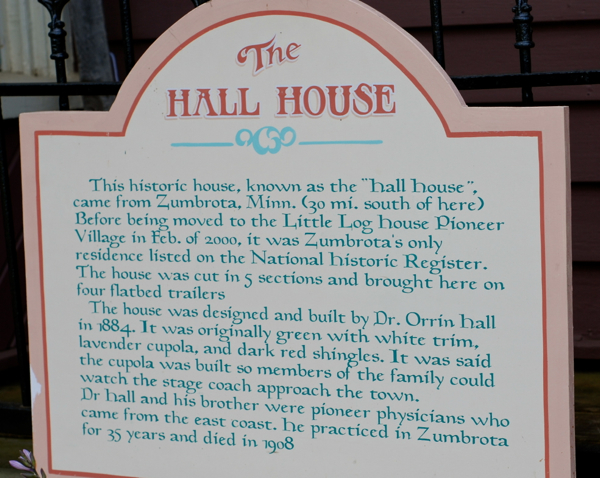 The
HALL HOUSE
This historic house, known as the "Hall House",
came from Zumbrota, Minn. (30 mi. south of here)
Before being moved to the Little Log House Pioneer
Village in Feb. of 2000, it was Zumbrota's only
residence listed on the National Historic Register.
The house was cut in 5 sections and brought here on
four flatbed trailers
The house was designed and built by Dr. Orrin Hall
in 1884. It was originally green with white trim,
lavender cupola, and dark red shingles. It was said
the cupola was built so members of the family could
watch the stage coach approach the town.
Dr Hall and his brother were pioneer physicians who
came from the east coast. He practiced in Zumbrota
for 35 years and died in 1908